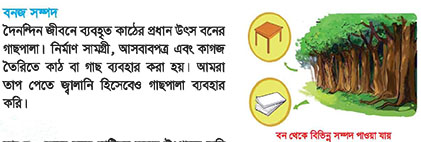 বনজ সম্পদ
দৈনন্দিন জীবনে ব্যবহৃত কাঠের প্রধান উৎস বনের
গাছপালা। নির্মাণ সামগ্রী, আসবাবপত্র এবং কাগজ
তৈরিতে কাঠ বা গাছ ব্যবহার করা হয়। আমরা
তাপ পেতে জ্বালানি হিসেবেও গাছপালা ব্যবহার
করি।
বন থেকে বিভিন্ন সম্পদ পাওয়া যায়